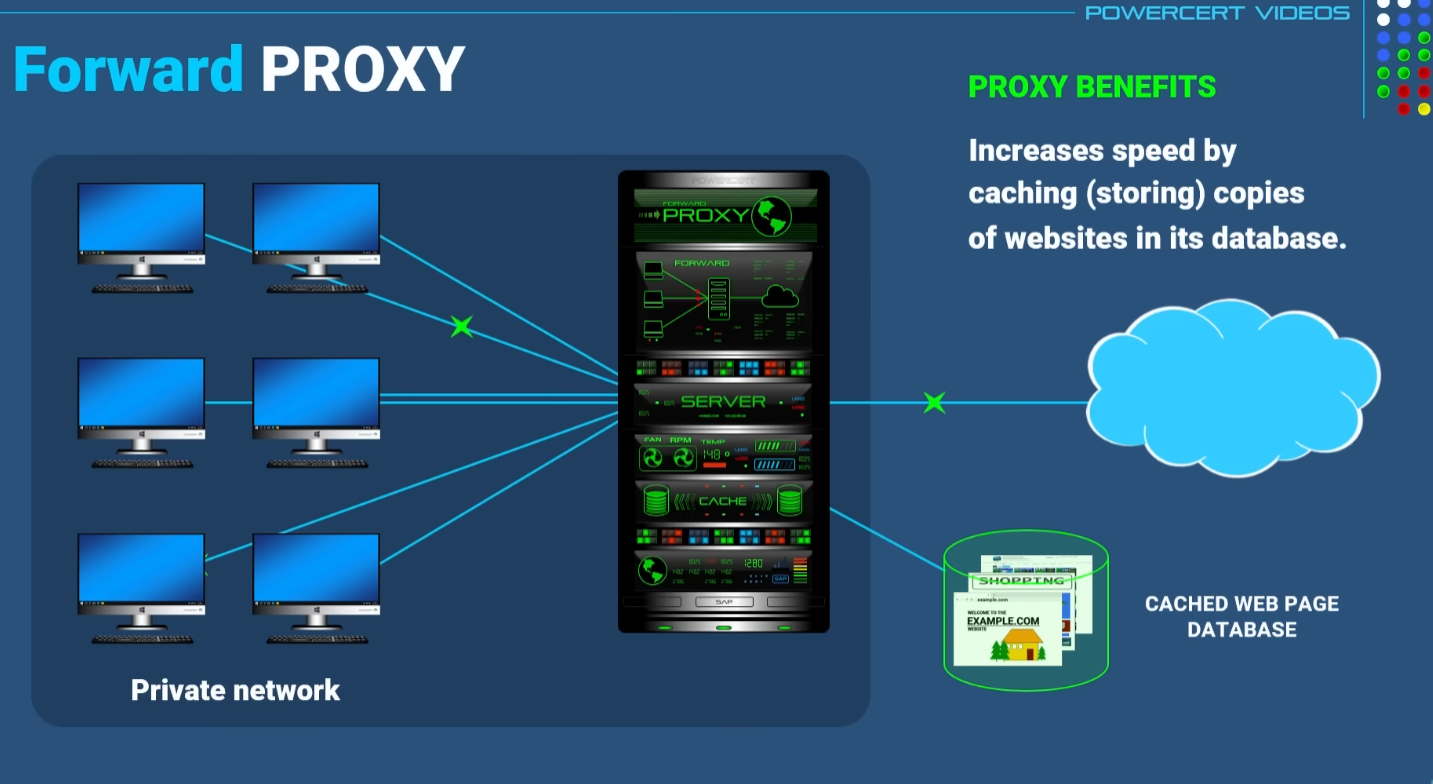 POWERCERT VIDEOS
Forward PROXY
PROXY BENEFITS
Increases speed by
caching (storing) copies
of websites in its database.
POWERCERT
FORWARD
PROXY
FORWARD
SERVER
FAN RPM TEMP
148°
CACHE
1280
SAP
SAP
SHOPPING
example.com
WELCOME TO THE
EXAMPLE.COM
WEBSITE
CACHED WEB PAGE
DATABASE
Private network